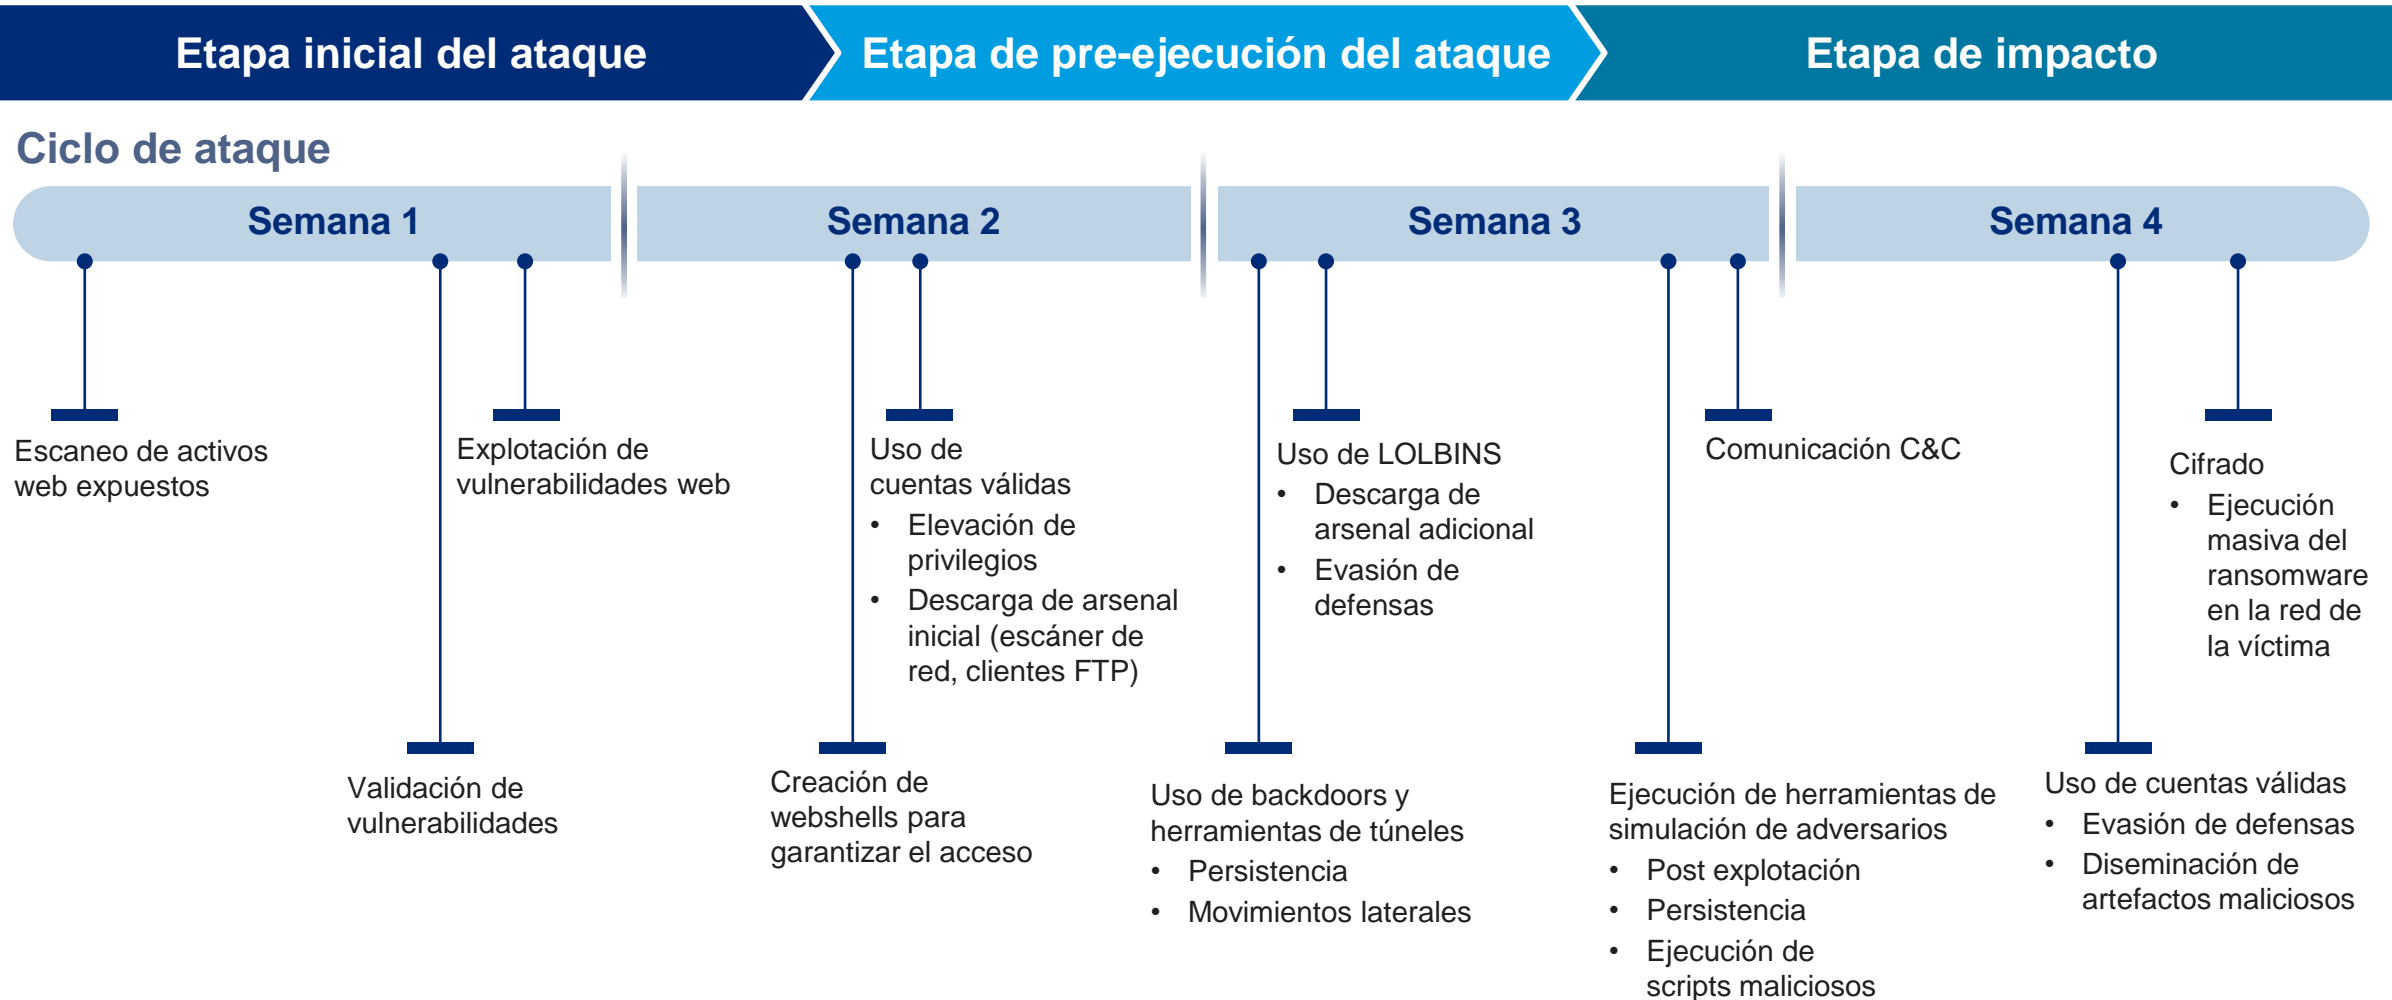 Etapa inicial del ataque
Etapa de pre-ejecución del ataque
Etapa de impacto
Ciclo de ataque
Semana 1
Semana 2
Semana 3
Semana 4
Escaneo de activos
web expuestos
Validación de
vulnerabilidades
Explotación de
vulnerabilidades web
Creación de
webshells para
garantizar el acceso
Uso de
cuentas válidas
• Elevación de
privilegios
• Descarga de arsenal
inicial (escáner de
red, clientes FTP)
Uso de backdoors y
herramientas de túneles
• Persistencia
• Movimientos laterales
Uso de LOLBINS
• Descarga de
arsenal adicional
• Evasión de
defensas
Ejecución de herramientas de
simulación de adversarios
• Post explotación
• Persistencia
• Ejecución de
scripts maliciosos
Comunicación C&C
Uso de cuentas válidas
• Evasión de defensas
• Diseminación de
artefactos maliciosos
Cifrado
• Ejecución
masiva del
ransomware
en la red de
la víctima